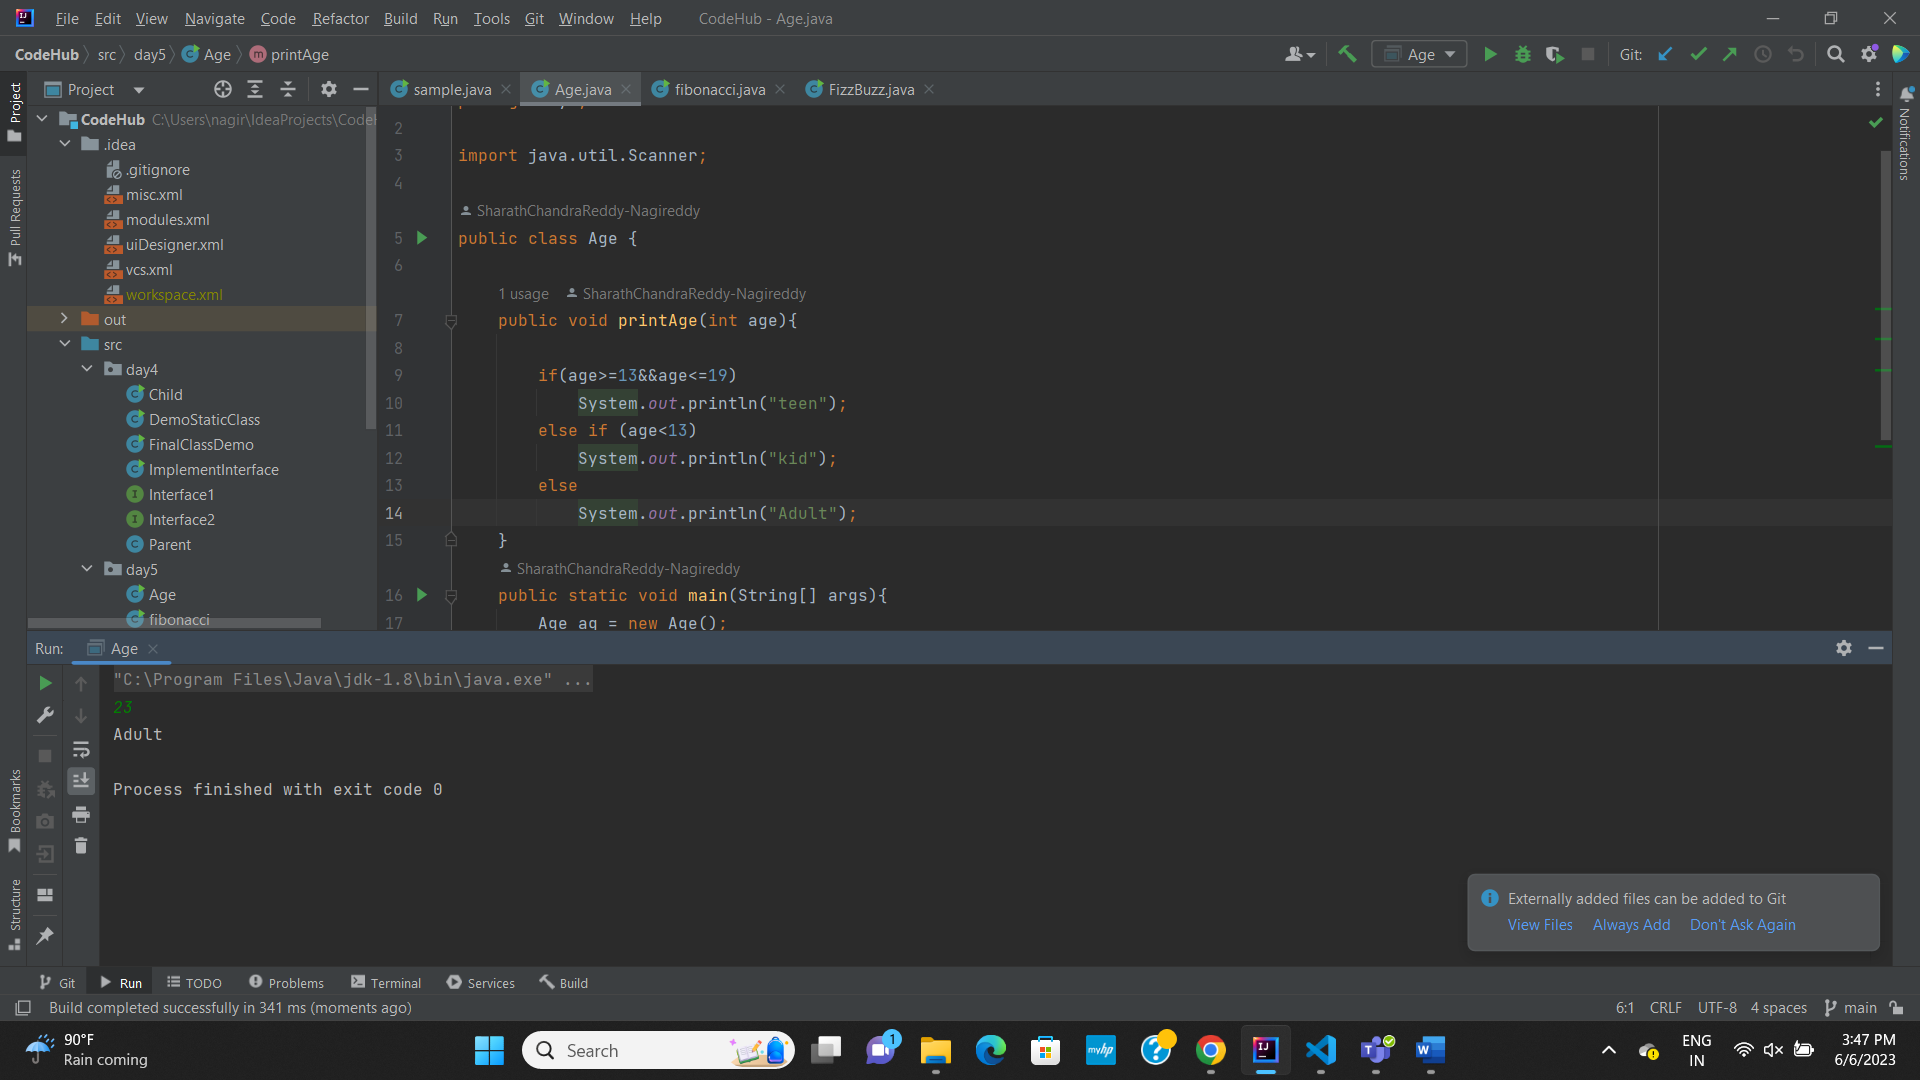 File Edit View Navigate Code Refactor Build Run Tools Git Window Help CodeHub - Age.java
CodeHub src day5 Age printAge
Age Git:
Project
sample.java Age.java fibonacci.java FizzBuzz.java
Project
Pull Requests
Bookmarks
Structure
Notifications
CodeHub C:\Users\nagir\IdeaProjects\Code
.idea
.gitignore
misc.xml
modules.xml
uiDesigner.xml
vcs.xml
workspace.xml
out
src
day4
Child
DemoStaticClass
FinalClassDemo
ImplementInterface
Interface1
Interface2
Parent
day5
Age
fibonacci
2
3 import java.util.Scanner;
4
SharathChandraReddy-Nagireddy
5 public class Age {
6
1 usage SharathChandraReddy-Nagireddy
7 public void printAge(int age){
8
9 if(age>=13&&age<=19)
10 System.out.println("teen");
11 else if (age<13)
12 System.out.println("kid");
13 else
14 System.out.println("Adult");
15 }
SharathChandraReddy-Nagireddy
16 public static void main(String[] args){
17 Age ag = new Age();
Run: Age
"C:\Program Files\Java\jdk-1.8\bin\java.exe" ...
23
Adult
Process finished with exit code 0
Externally added files can be added to Git
View Files Always Add Don't Ask Again
Git Run TODO Problems Terminal Services Build
Build completed successfully in 341 ms (moments ago) 6:1 CRLF UTF-8 4 spaces main
90°F
Rain coming
Search
1
myhp
ENG
IN
3:47 PM
6/6/2023